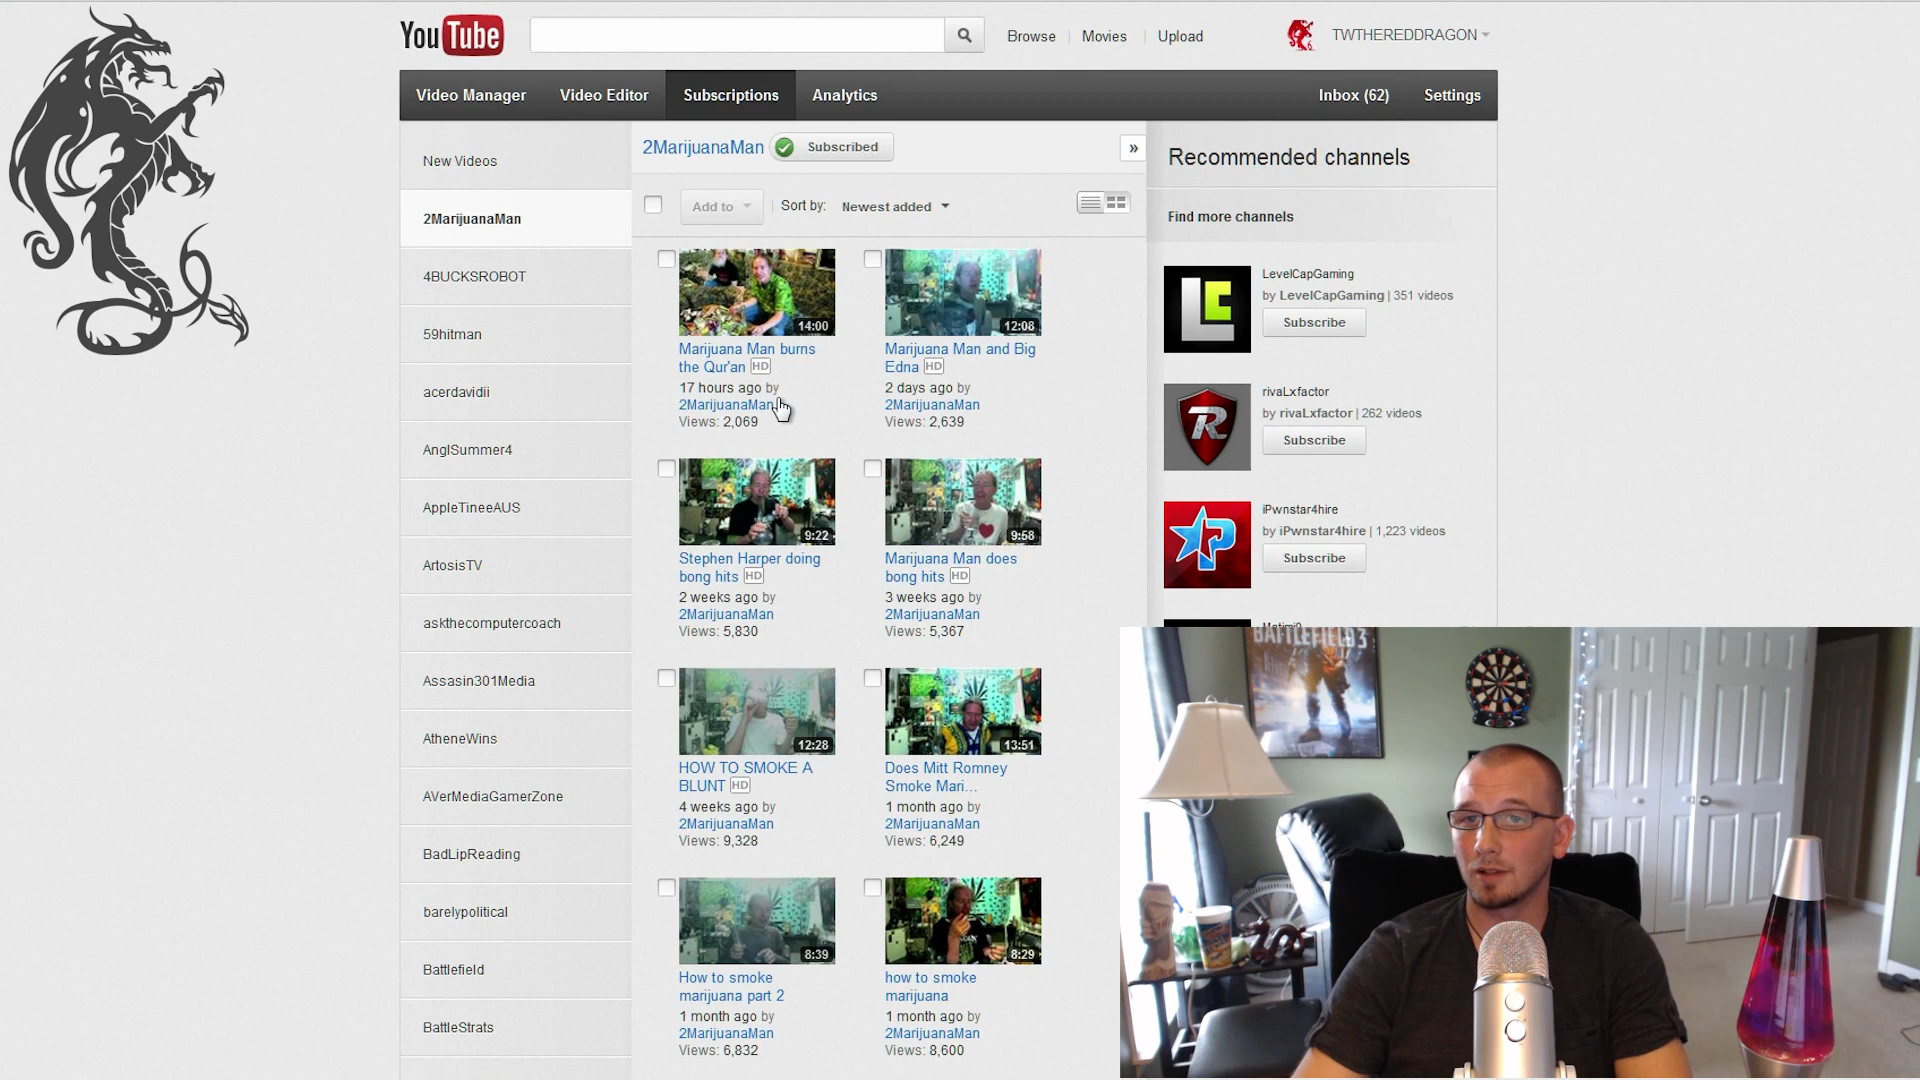 YouTube
Browse
Movies
Upload
TWTHEREDDRAGON
Video Manager
Video Editor
Subscriptions
Analytics
Inbox (62)
Settings
New Videos
2MarijuanaMan
4BUCKSROBOT
59hitman
acerdavidii
AnglSummer4
AppleTineeAUS
ArtosisTV
askthecomputercoach
Assasin301Media
AtheneWins
AVerMediaGamerZone
BadLipReading
barelypolitical
Battlefield
BattleStrats
2MarijuanaMan
Subscribed
»
Add to
Sort by:
Newest added
14:00
Marijuana Man burns
the Qur'an HD
17 hours ago by
2MarijuanaMan
Views: 2,069
12:08
Marijuana Man and Big
Edna HD
2 days ago by
2MarijuanaMan
Views: 2,639
9:22
Stephen Harper doing
bong hits HD
2 weeks ago by
2MarijuanaMan
Views: 5,830
9:58
Marijuana Man does
bong hits HD
3 weeks ago by
2MarijuanaMan
Views: 5,367
12:28
HOW TO SMOKE A
BLUNT HD
4 weeks ago by
2MarijuanaMan
Views: 9,328
13:51
Does Mitt Romney
Smoke Mari...
1 month ago by
2MarijuanaMan
Views: 6,249
8:39
How to smoke
marijuana part 2
1 month ago by
2MarijuanaMan
Views: 6,832
8:29
how to smoke
marijuana
1 month ago by
2MarijuanaMan
Views: 8,600
Recommended channels
Find more channels
LevelCapGaming
by LevelCapGaming | 351 videos
Subscribe
rivaLxfactor
by rivaLxfactor | 262 videos
Subscribe
R
iPwnstar4hire
by iPwnstar4hire | 1,223 videos
Subscribe
P
BATTLEFIELD 3